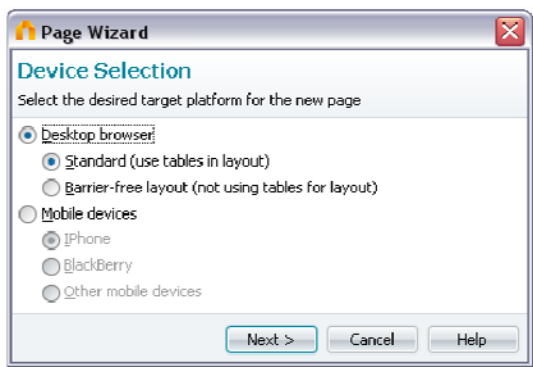 Page Wizard
Device Selection
Select the desired target platform for the new page
Desktop browser
Standard (use tables in layout)
Barrier-free layout (not using tables for layout)
Mobile devices
IPhone
BlackBerry
Other mobile devices
Next > Cancel Help